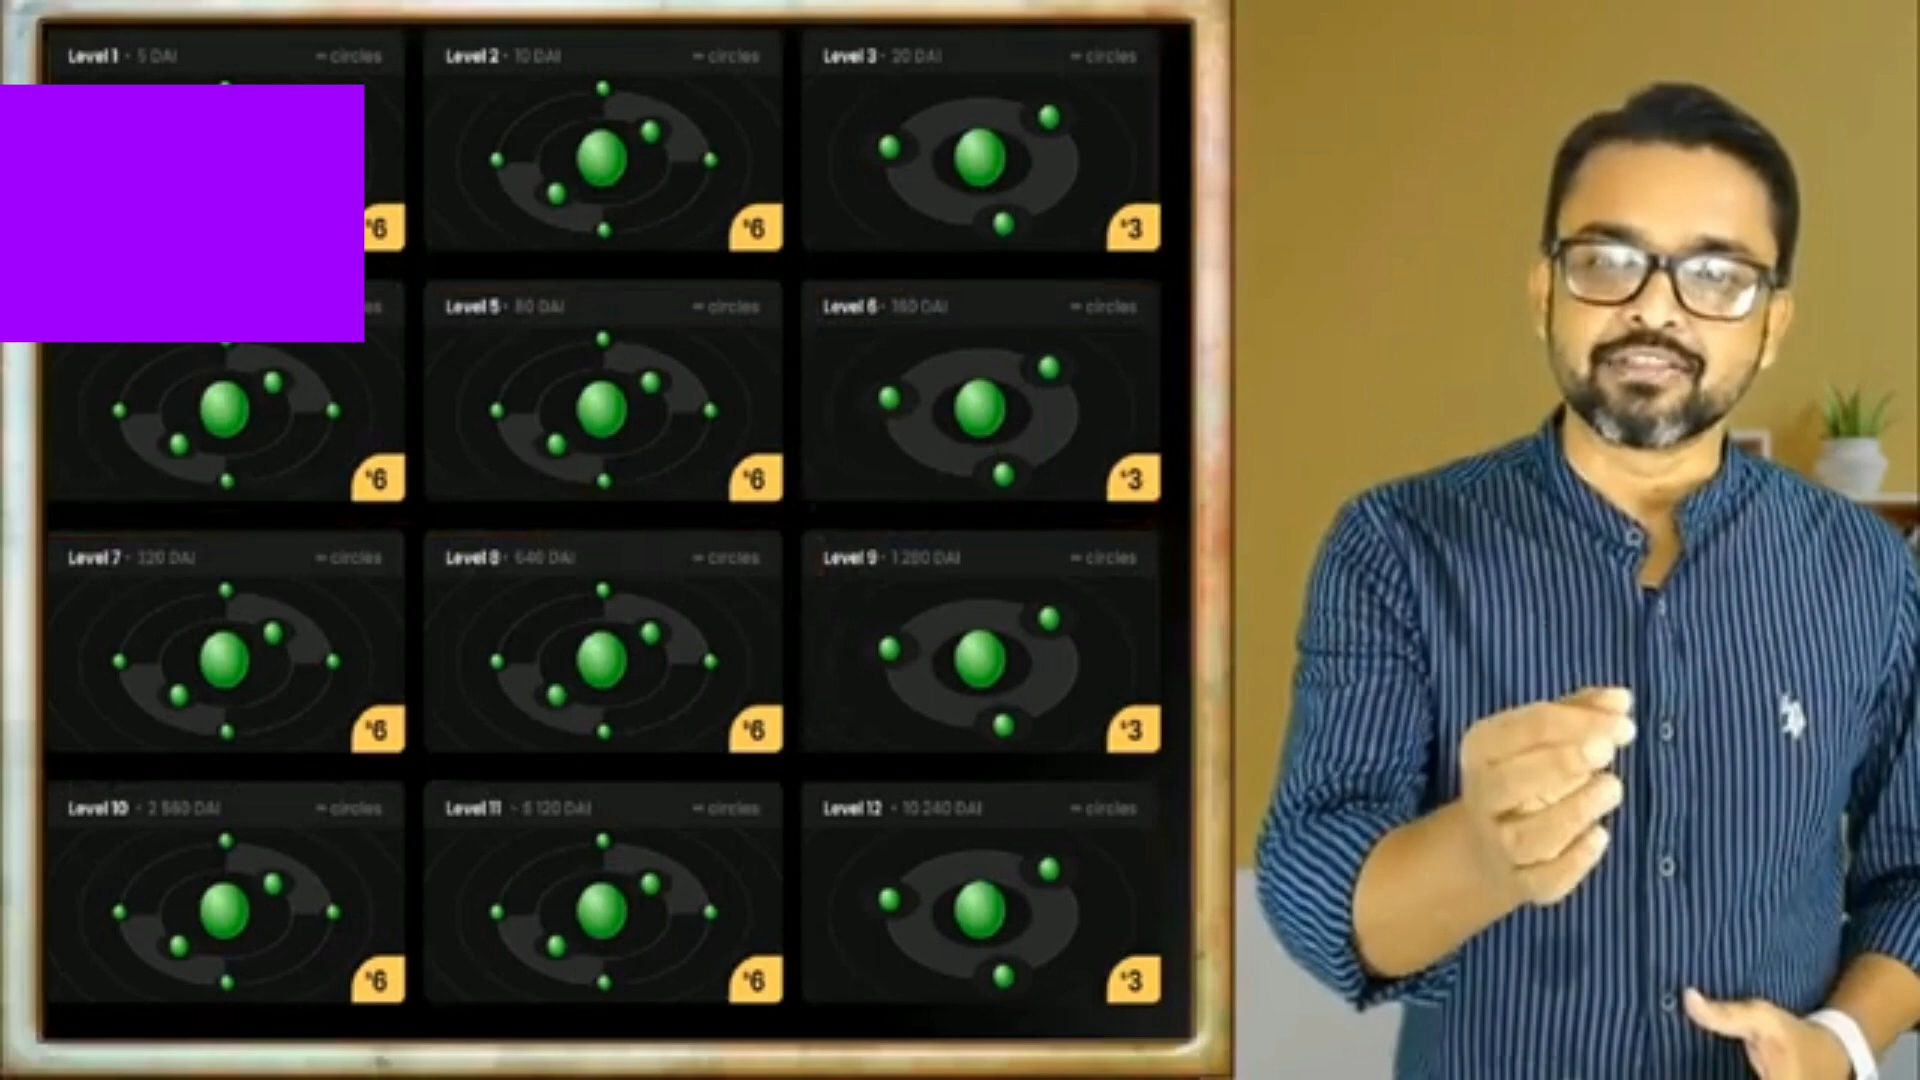 Level 1 • 5 DAI ∞ circles
Level 2 • 10 DAI ∞ circles
Level 3 • 20 DAI ∞ circles
6
6
3
Level 5 • 80 DAI ∞ circles
Level 6 • 160 DAI ∞ circles
6
6
3
Level 7 • 320 DAI ∞ circles
Level 8 • 640 DAI ∞ circles
Level 9 • 1 280 DAI ∞ circles
6
6
3
Level 10 • 2 560 DAI ∞ circles
Level 11 • 5 120 DAI ∞ circles
Level 12 • 10 240 DAI ∞ circles
6
6
3